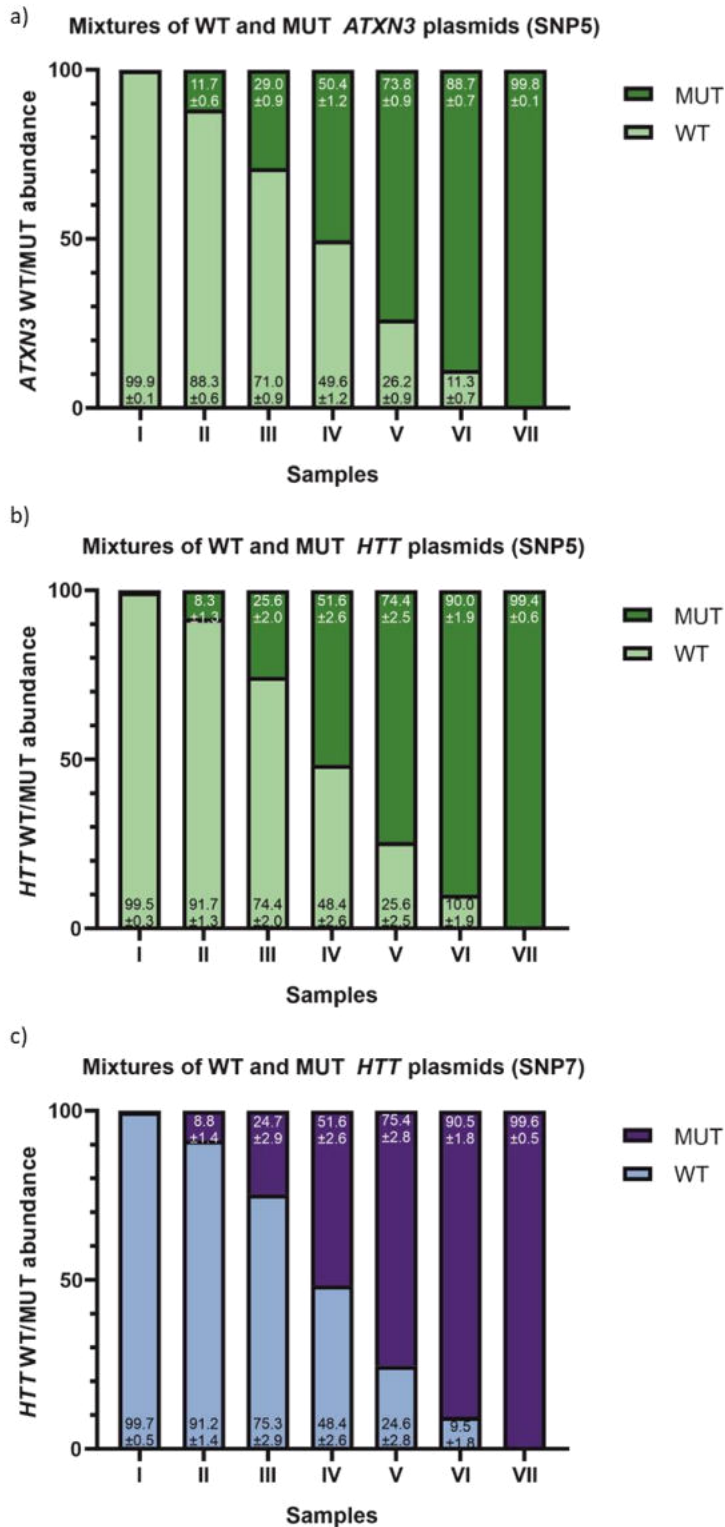 a)
Mixtures of WT and MUT ATXN3 plasmids (SNP5)
ATXN3 WT/MUT abundance
100
50
0
11.7 29.0 50.4 73.8 88.7 99.8
±0.6 ±0.9 ±1.2 ±0.9 ±0.7 ±0.1
99.9 88.3 71.0 49.6 26.2 11.3
±0.1 ±0.6 ±0.9 ±1.2 ±0.9 ±0.7
I II III IV V VI VII
Samples
MUT
WT
b)
Mixtures of WT and MUT HTT plasmids (SNP5)
HTT WT/MUT abundance
100
50
0
8.3 25.6 51.6 74.4 90.0 99.4
±1.3 ±2.0 ±2.6 ±2.5 ±1.9 ±0.6
99.5 91.7 74.4 48.4 25.6 10.0
±0.3 ±1.3 ±2.0 ±2.6 ±2.5 ±1.9
I II III IV V VI VII
Samples
MUT
WT
c)
Mixtures of WT and MUT HTT plasmids (SNP7)
HTT WT/MUT abundance
100
50
0
8.8 24.7 51.6 75.4 90.5 99.6
±1.4 ±2.9 ±2.6 ±2.8 ±1.8 ±0.5
99.7 91.2 75.3 48.4 24.6 9.5
±0.5 ±1.4 ±2.9 ±2.6 ±2.8 ±1.8
I II III IV V VI VII
Samples
MUT
WT